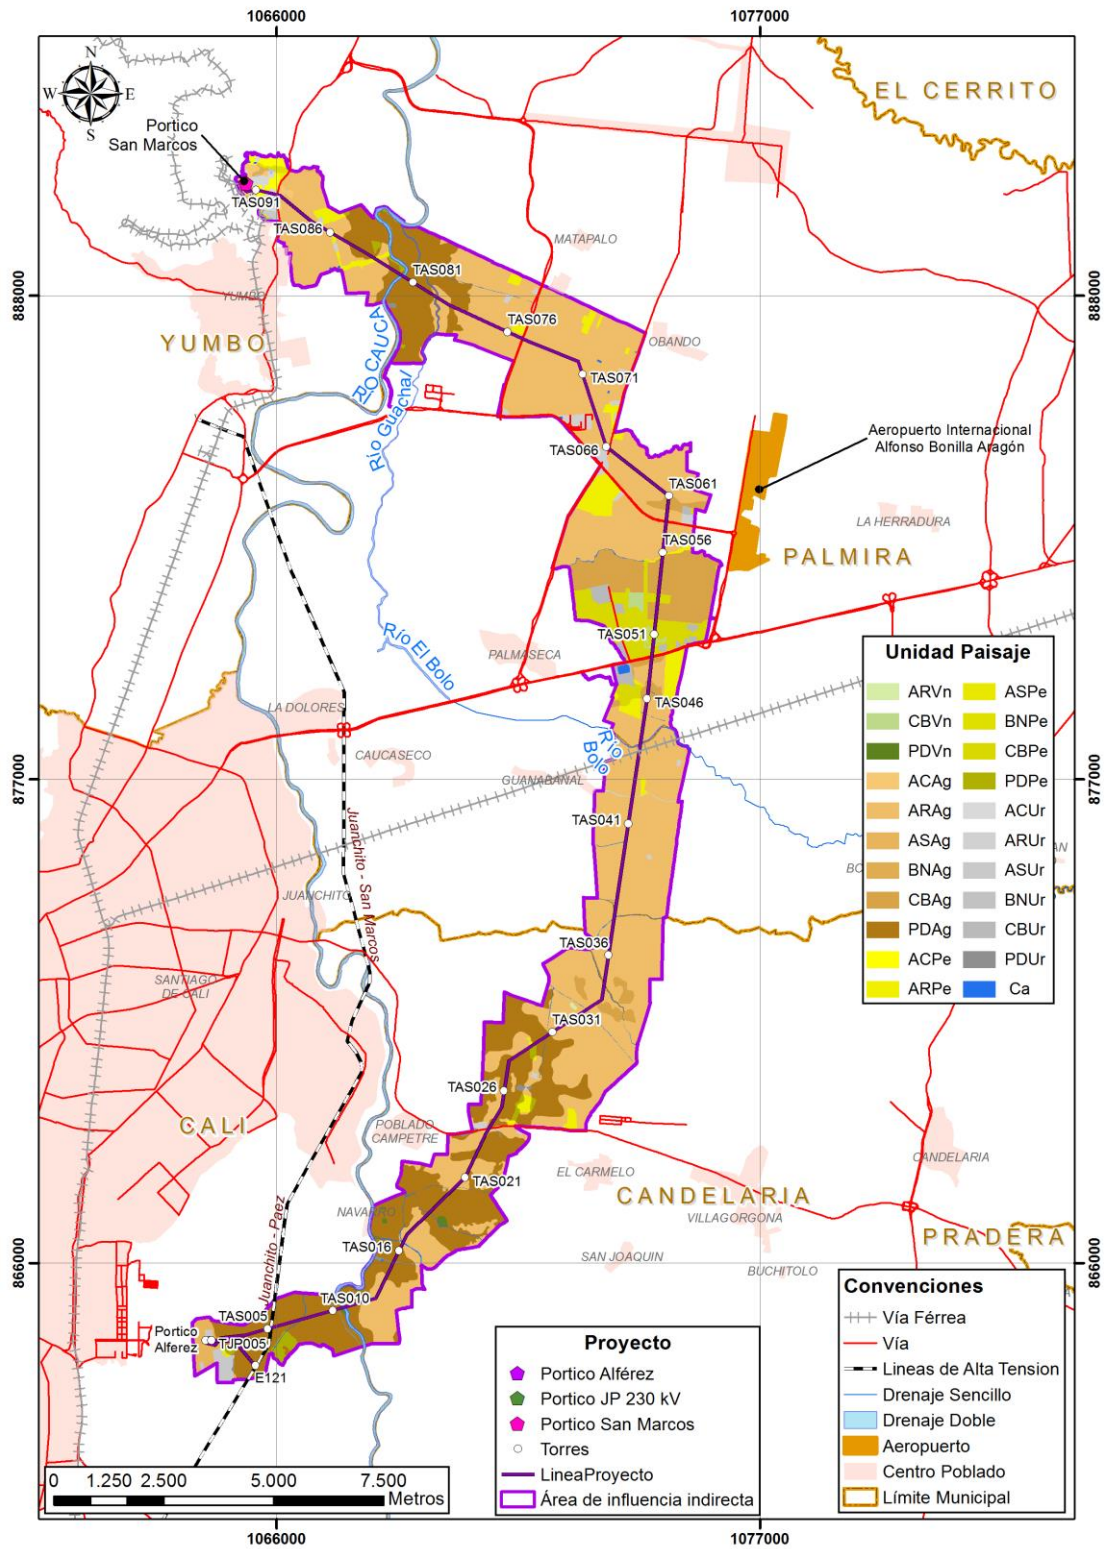 1066000
1077000
N
W
E
S
EL CERRITO
Portico
San Marcos
TAS091
TAS086
MATAPALO
TAS081
888000
888000
YUMBO
TAS076
YUMBO
RÍO CAUCA
OBANDO
TAS071
Río Guachal
Aeropuerto Internacional
Alfonso Bonilla Aragón
TAS066
TAS061
LA HERRADURA
TAS056
PALMIRA
TAS051
Río El Bolo
PALMASECA
TAS046
LA DOLORES
Río
Bolo
CAUCASECO
GUANABANAL
877000
877000
Juanchito - San Marcos
TAS041
JUANCHITO
TAS036
SANTIAGO
DE CALI
TAS031
TAS026
CALI
POBLADO
CAMPETRE
CANDELARIA
EL CARMELO
TAS021
CANDELARIA
VILLAGORGONA
NAVARRO
PRADERA
TAS016
SAN JOAQUIN
BUCHITOLO
866000
866000
Juanchito - Paez
TAS010
TAS005
Portico
Alferez
TJP005'
E121
Unidad Paisaje
ARVn
ASPe
CBVn
BNPe
PDVn
CBPe
ACAg
PDPe
ARAg
ACUr
ASAg
ARUr
BNAg
ASUr
CBAg
BNUr
PDAg
CBUr
ACPe
PDUr
ARPe
Ca
Convenciones
Vía Férrea
Vía
Lineas de Alta Tension
Drenaje Sencillo
Drenaje Doble
Aeropuerto
Centro Poblado
Límite Municipal
Proyecto
Portico Alférez
Portico JP 230 kV
Portico San Marcos
Torres
LineaProyecto
Área de influencia indirecta
0 1.250 2.500 5.000 7.500
Metros
1066000
1077000